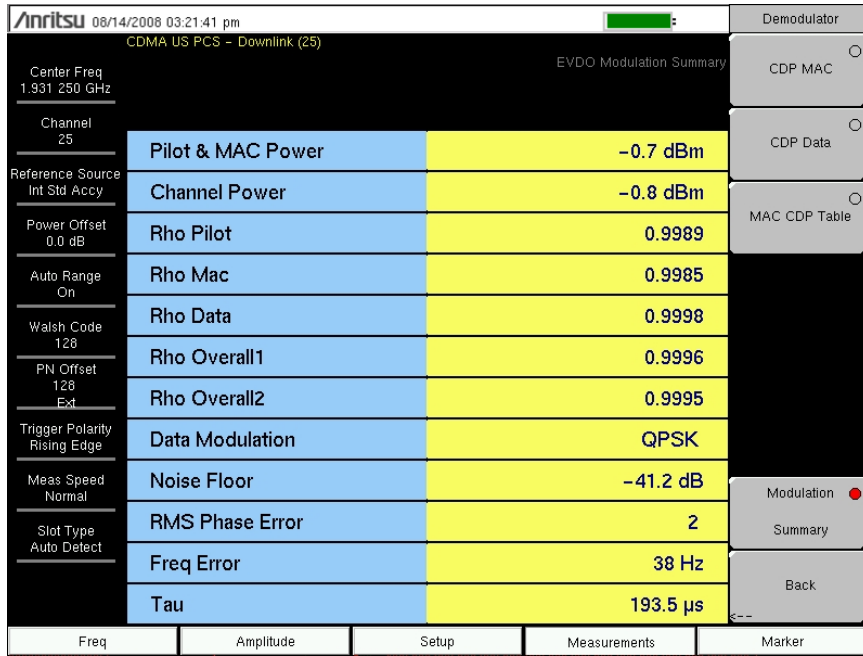 Anritsu 08/14/2008 03:21:41 pm
CDMA US PCS - Downlink (25)
EVDO Modulation Summary
Center Freq
1.931 250 GHz
Channel
25
Reference Source
Int Std Accy
Power Offset
0.0 dB
Auto Range
On
Walsh Code
128
PN Offset
128
Ext
Trigger Polarity
Rising Edge
Meas Speed
Normal
Slot Type
Auto Detect
Pilot & MAC Power -0.7 dBm
Channel Power -0.8 dBm
Rho Pilot 0.9989
Rho Mac 0.9985
Rho Data 0.9998
Rho Overall1 0.9996
Rho Overall2 0.9995
Data Modulation QPSK
Noise Floor -41.2 dB
RMS Phase Error 2
Freq Error 38 Hz
Tau 193.5 µs
Demodulator
CDP MAC
CDP Data
MAC CDP Table
Modulation
Summary
Back
<--
Freq Amplitude Setup Measurements Marker